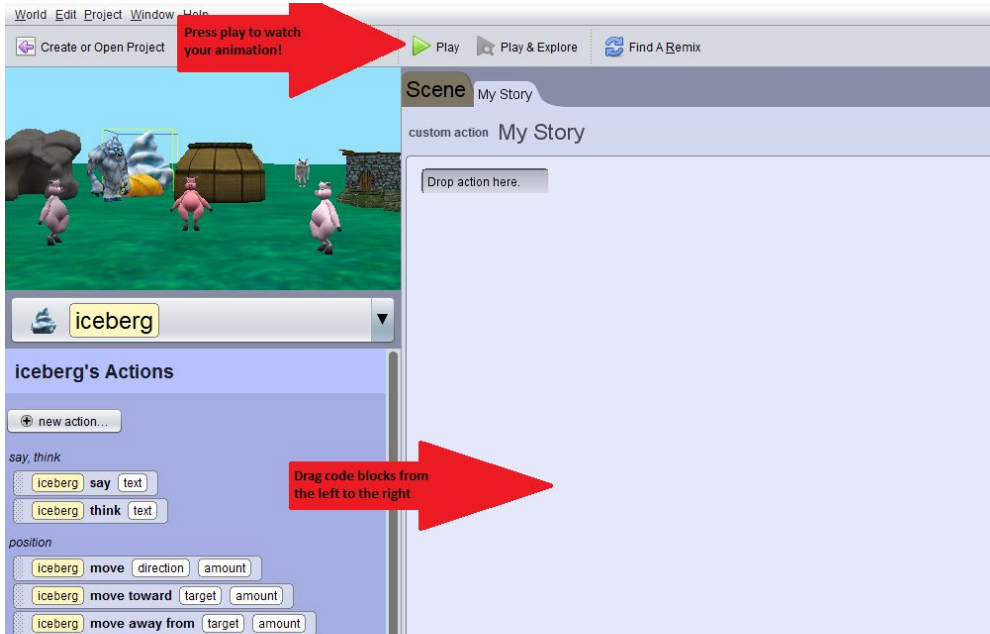 World Edit Project Window Help
Create or Open Project
Press play to watch
your animation!
Play Play & Explore Find A Remix
Scene My Story
custom action My Story
Drop action here.
iceberg
iceberg's Actions
new action...
say, think
iceberg say text
iceberg think text
Drag code blocks from
the left to the right
position
iceberg move direction amount
iceberg move toward target amount
iceberg move away from target amount